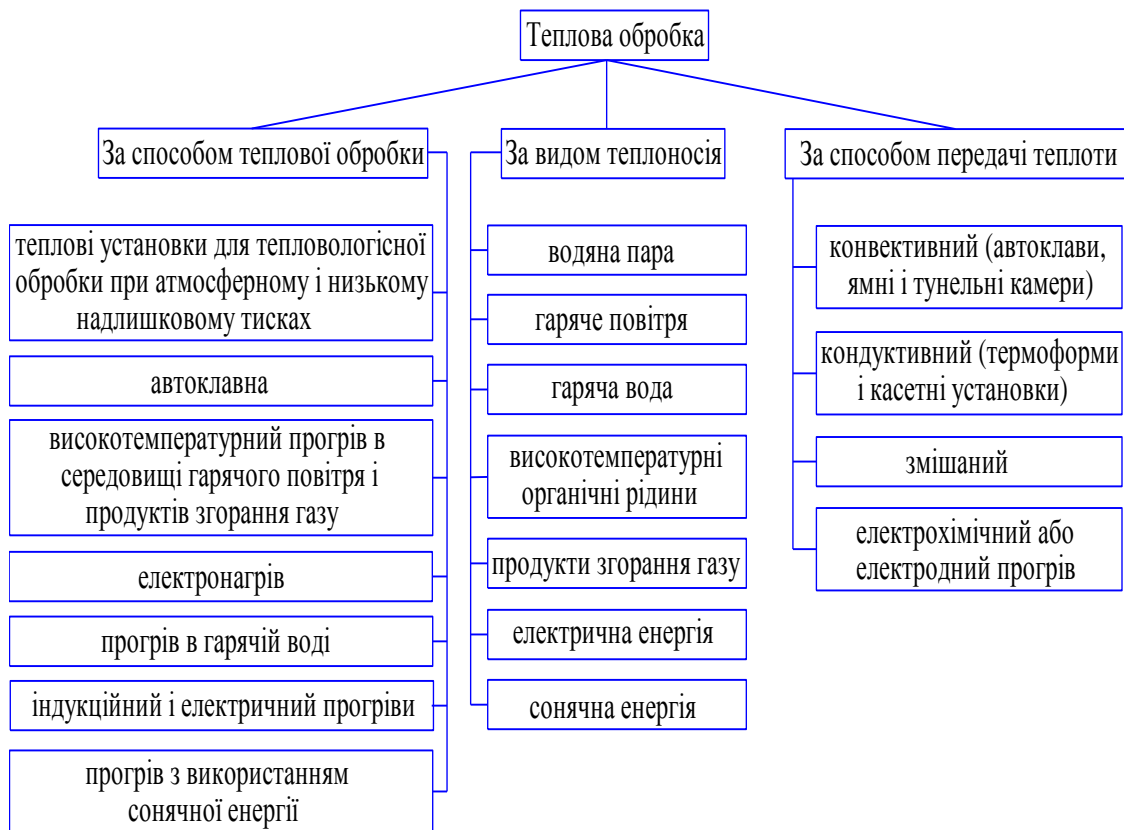 Теплова обробка
За способом теплової обробки
теплові установки для тепловологісної
обробки при атмосферному і низькому
надлишковому тисках
автоклавна
високотемпературний прогрів в
середовищі гарячого повітря і
продуктів згорання газу
електронагрів
прогрів в гарячій воді
індукційний і електричний прогріви
прогрів з використанням
сонячної енергії
За видом теплоносія
водяна пара
гаряче повітря
гаряча вода
високотемпературні
органічні рідини
продукти згорання газу
електрична енергія
сонячна енергія
За способом передачі теплоти
конвективний (автоклави,
ямні і тунельні камери)
кондуктивний (термоформи
і касетні установки)
змішаний
електрохімічний або
електродний прогрів